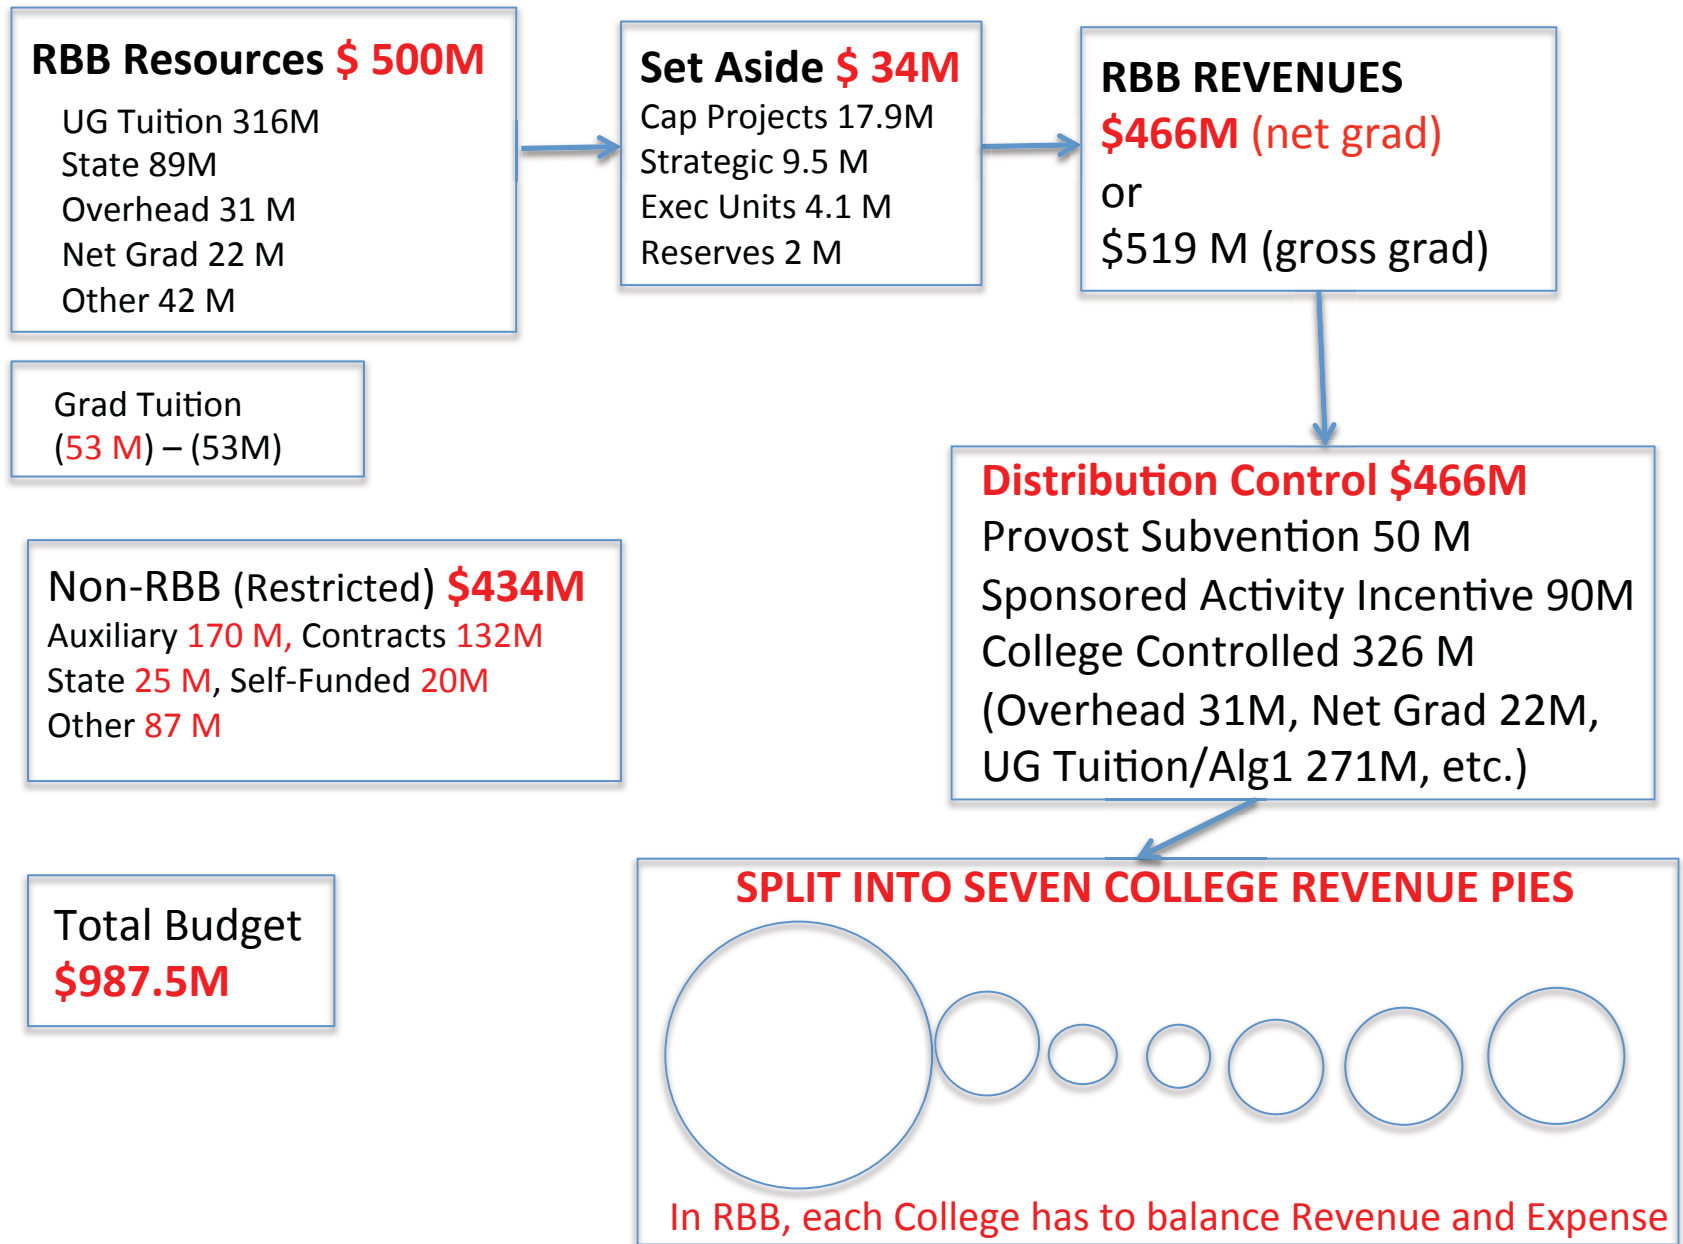 RBB Resources $ 500M
UG Tuition 316M
State 89M
Overhead 31 M
Net Grad 22 M
Other 42 M
Set Aside $ 34M
Cap Projects 17.9M
Strategic 9.5 M
Exec Units 4.1 M
Reserves 2 M
RBB REVENUES
$466M (net grad)
or
$519 M (gross grad)
Grad Tuition
(53 M) – (53M)
Distribution Control $466M
Provost Subvention 50 M
Sponsored Activity Incentive 90M
College Controlled 326 M
(Overhead 31M, Net Grad 22M,
UG Tuition/Alg1 271M, etc.)
Non-RBB (Restricted) $434M
Auxiliary 170 M, Contracts 132M
State 25 M, Self-Funded 20M
Other 87 M
Total Budget
$987.5M
SPLIT INTO SEVEN COLLEGE REVENUE PIES
In RBB, each College has to balance Revenue and Expense